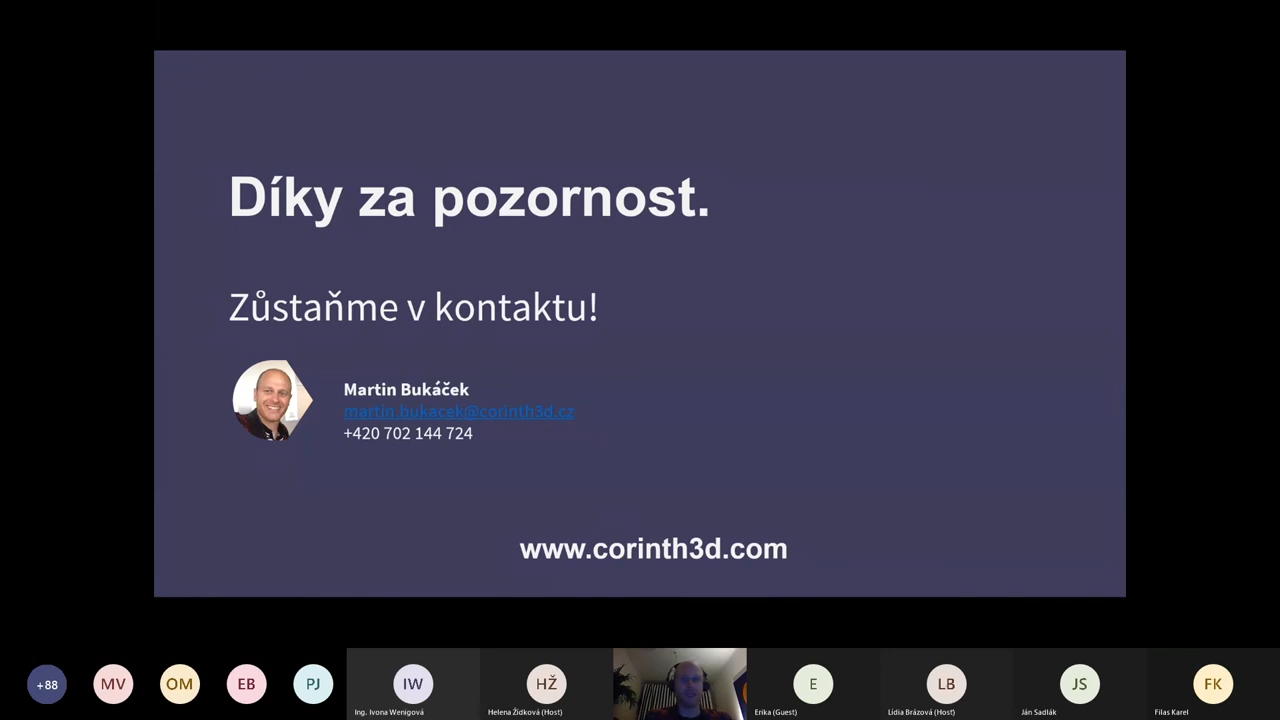 Díky za pozornost.
Zůstaňme v kontaktu!
Martin Bukáček
martin.bukacek@corinth3d.cz
+420 702 144 724
www.corinth3d.com
+88
MV
OM
EB
PJ
IW
HŽ
E
LB
JS
FK
Ing. Ivona Wenigová
Helena Žídková (Host)
Erika (Guest)
Lídia Brázová (Hosť)
Ján Sadlák
Filas Karel